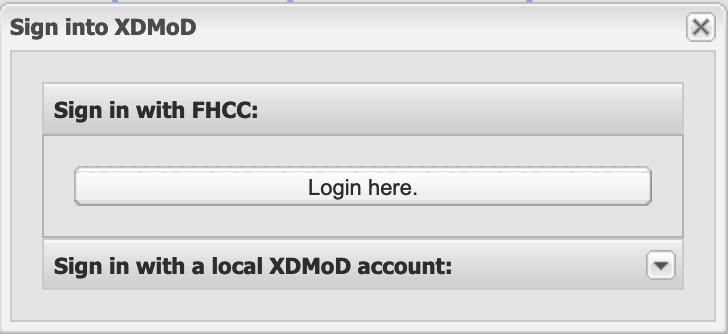 Sign into XDMoD
Sign in with FHCC:
Login here.
Sign in with a local XDMoD account: